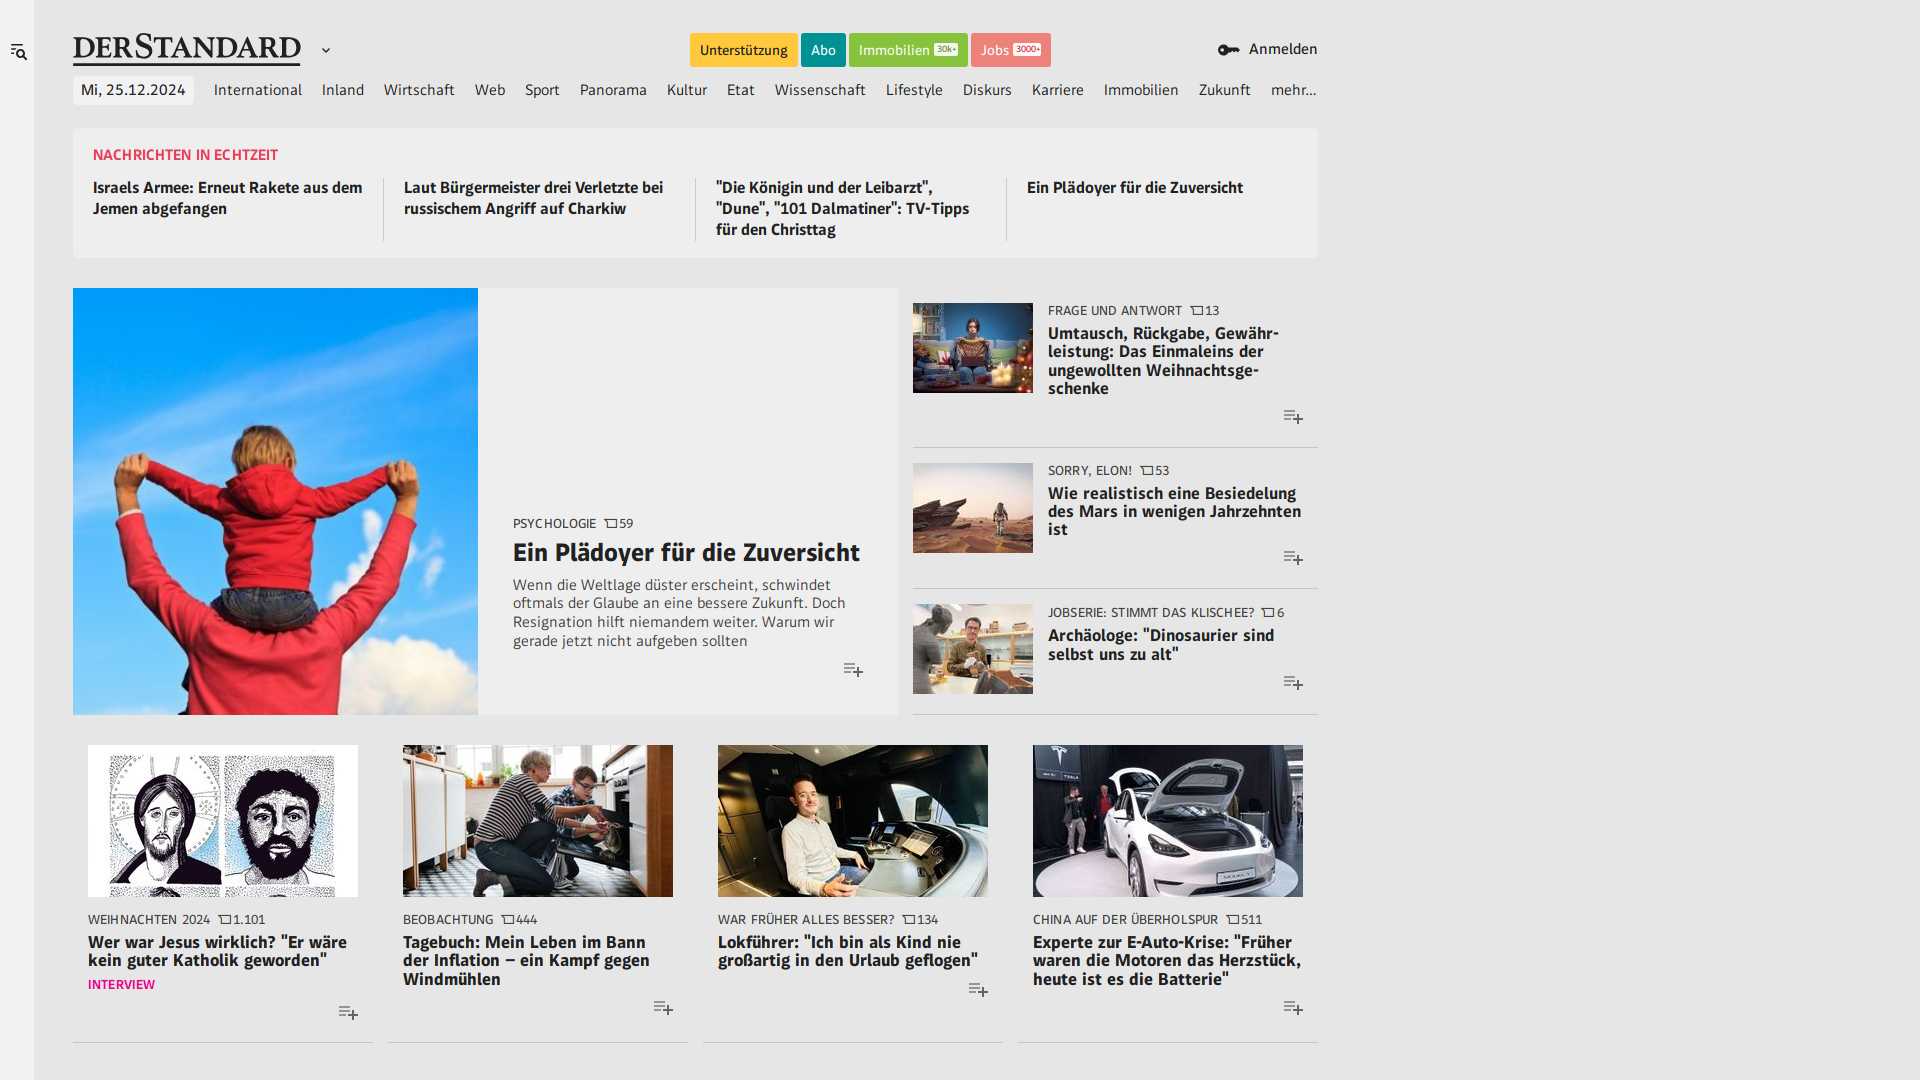 DERSTANDARD
Unterstützung
Abo
Immobilien 30k+
Jobs 3000+
Anmelden
Mi, 25.12.2024
International
Inland
Wirtschaft
Web
Sport
Panorama
Kultur
Etat
Wissenschaft
Lifestyle
Diskurs
Karriere
Immobilien
Zukunft
mehr...
NACHRICHTEN IN ECHTZEIT
Israels Armee: Erneut Rakete aus dem
Jemen abgefangen
Laut Bürgermeister drei Verletzte bei
russischem Angriff auf Charkiw
"Die Königin und der Leibarzt",
"Dune", "101 Dalmatiner": TV-Tipps
für den Christtag
Ein Plädoyer für die Zuversicht
PSYCHOLOGIE 59
Ein Plädoyer für die Zuversicht
Wenn die Weltlage düster erscheint, schwindet
oftmals der Glaube an eine bessere Zukunft. Doch
Resignation hilft niemandem weiter. Warum wir
gerade jetzt nicht aufgeben sollten
FRAGE UND ANTWORT 13
Umtausch, Rückgabe, Gewähr-
leistung: Das Einmaleins der
ungewollten Weihnachtsge-
schenke
SORRY, ELON! 53
Wie realistisch eine Besiedelung
des Mars in wenigen Jahrzehnten
ist
JOBSERIE: STIMMT DAS KLISCHEE? 6
Archäologe: "Dinosaurier sind
selbst uns zu alt"
WEIHNACHTEN 2024 1.101
Wer war Jesus wirklich? "Er wäre
kein guter Katholik geworden"
INTERVIEW
BEOBACHTUNG 444
Tagebuch: Mein Leben im Bann
der Inflation – ein Kampf gegen
Windmühlen
WAR FRÜHER ALLES BESSER? 134
Lokführer: "Ich bin als Kind nie
großartig in den Urlaub geflogen"
TESLA
MODEL Y
CHINA AUF DER ÜBERHOLSPUR 511
Experte zur E-Auto-Krise: "Früher
waren die Motoren das Herzstück,
heute ist es die Batterie"